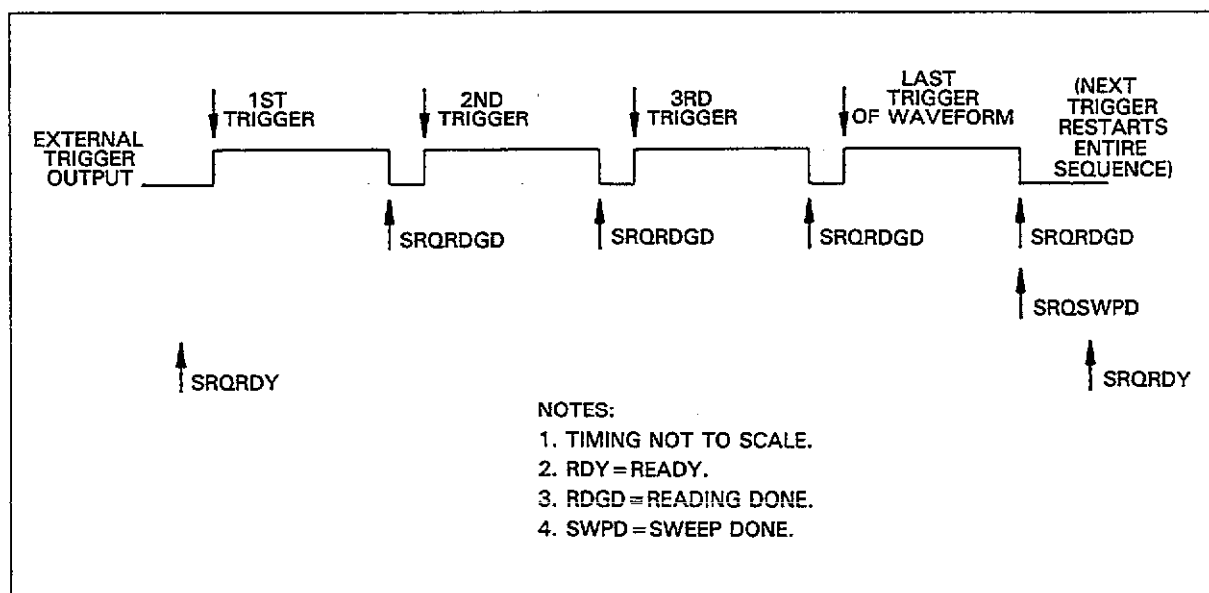 1ST
TRIGGER
2ND
TRIGGER
3RD
TRIGGER
LAST
TRIGGER
OF WAVEFORM
(NEXT
TRIGGER
RESTARTS
ENTIRE
SEQUENCE)
EXTERNAL
TRIGGER
OUTPUT
SRQRDGD
SRQRDGD
SRQRDGD
SRQRDGD
SRQSWPD
SRQRDY
SRQRDY
NOTES:
1. TIMING NOT TO SCALE.
2. RDY=READY.
3. RDGD=READING DONE.
4. SWPD=SWEEP DONE.